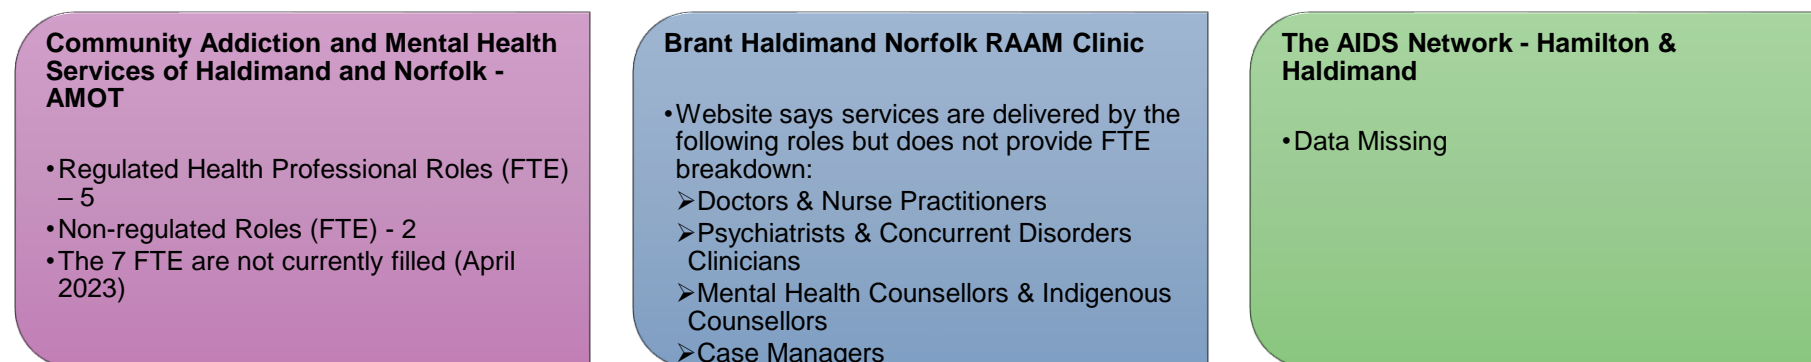 Community Addiction and Mental Health
Services of Haldimand and Norfolk -
AMOT
•Regulated Health Professional Roles (FTE)
– 5
•Non-regulated Roles (FTE) - 2
•The 7 FTE are not currently filled (April
2023)
Brant Haldimand Norfolk RAAM Clinic
•Website says services are delivered by the
following roles but does not provide FTE
breakdown:
➢Doctors & Nurse Practitioners
➢Psychiatrists & Concurrent Disorders
Clinicians
➢Mental Health Counsellors & Indigenous
Counsellors
➢Case Managers
The AIDS Network - Hamilton &
Haldimand
•Data Missing